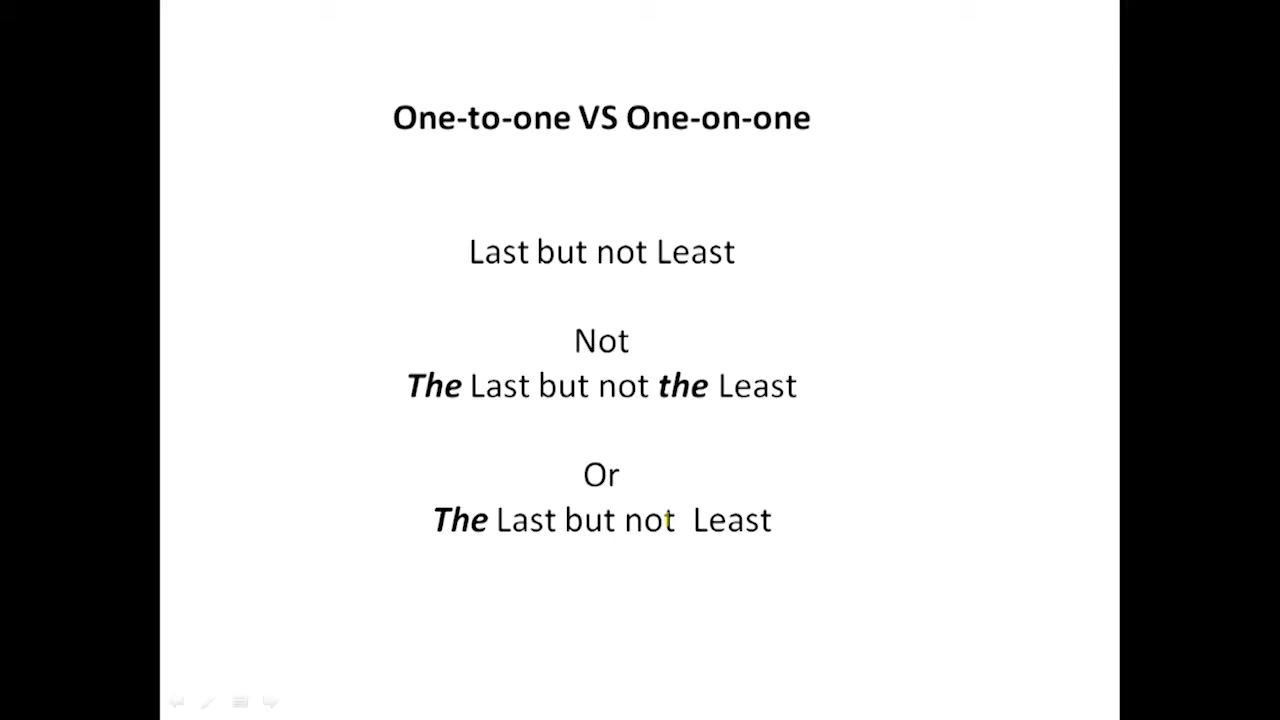 One-to-one VS One-on-one
Last but not Least
Not
The Last but not the Least
Or
The Last but not Least